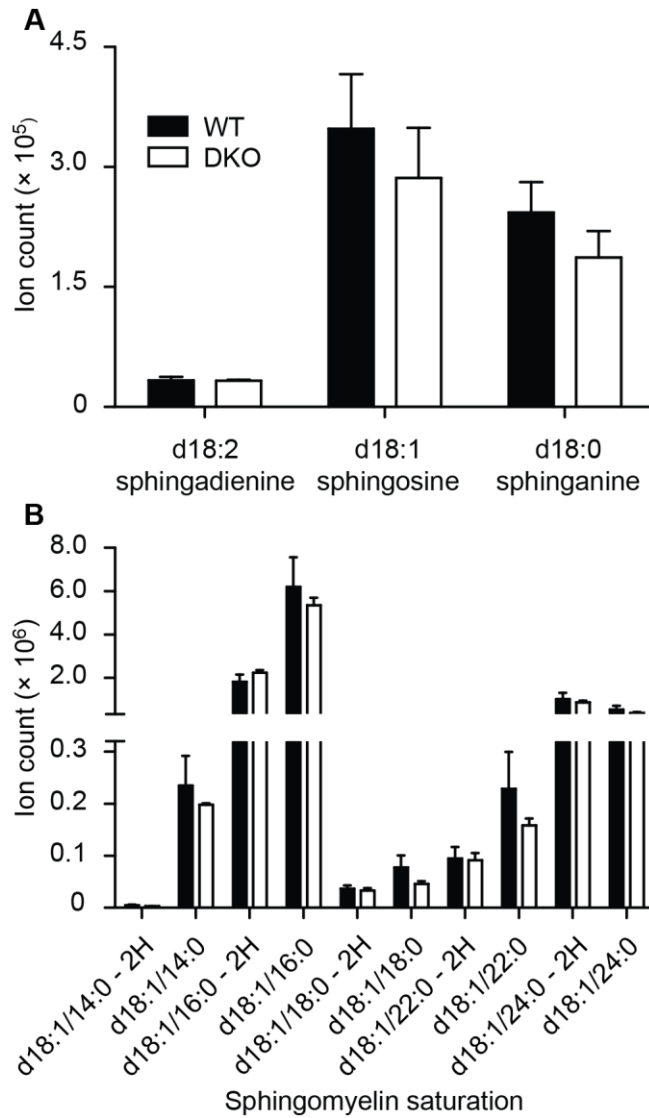 A
4.5
3.0
1.5
0
Ion count (× 10⁵)
WT
DKO
d18:2 d18:1 d18:0
sphingadienine sphingosine sphinganine
B
8.0
6.0
4.0
2.0
0.3
0.2
0.1
0
Ion count (× 10⁶)
d18:1/14:0 - 2H
d18:1/14:0
d18:1/16:0 - 2H
d18:1/16:0
d18:1/18:0 - 2H
d18:1/18:0
d18:1/22:0 - 2H
d18:1/22:0
d18:1/24:0 - 2H
d18:1/24:0
Sphingomyelin saturation